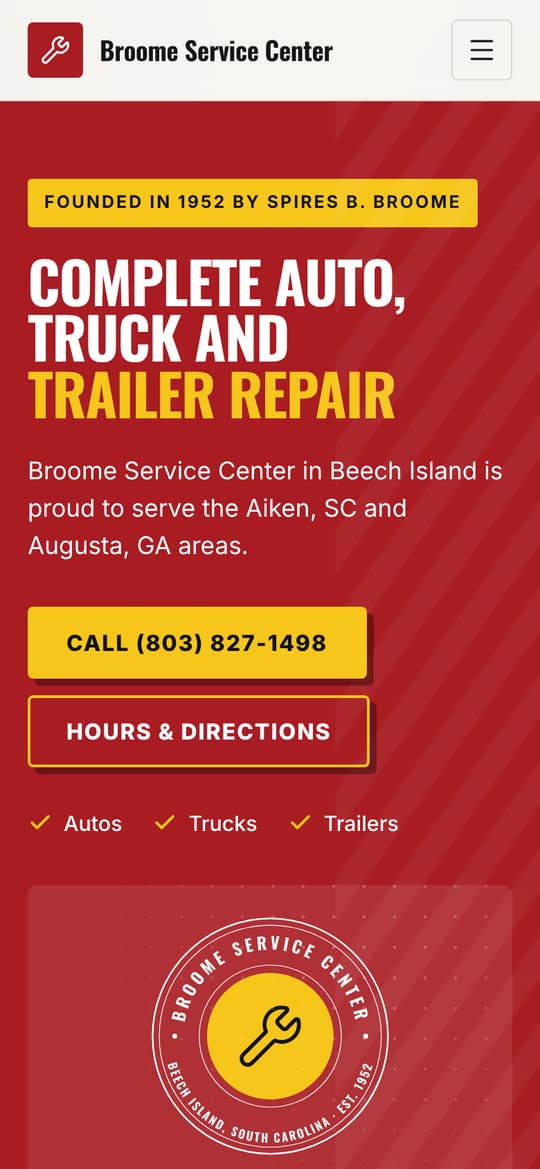 Broome Service Center
FOUNDED IN 1952 BY SPIRES B. BROOME
COMPLETE AUTO,
TRUCK AND
TRAILER REPAIR
Broome Service Center in Beech Island is
proud to serve the Aiken, SC and
Augusta, GA areas.
CALL (803) 827-1498
HOURS & DIRECTIONS
Autos Trucks Trailers
• BROOME SERVICE CENTER •
BEECH ISLAND, SOUTH CAROLINA · EST. 1952